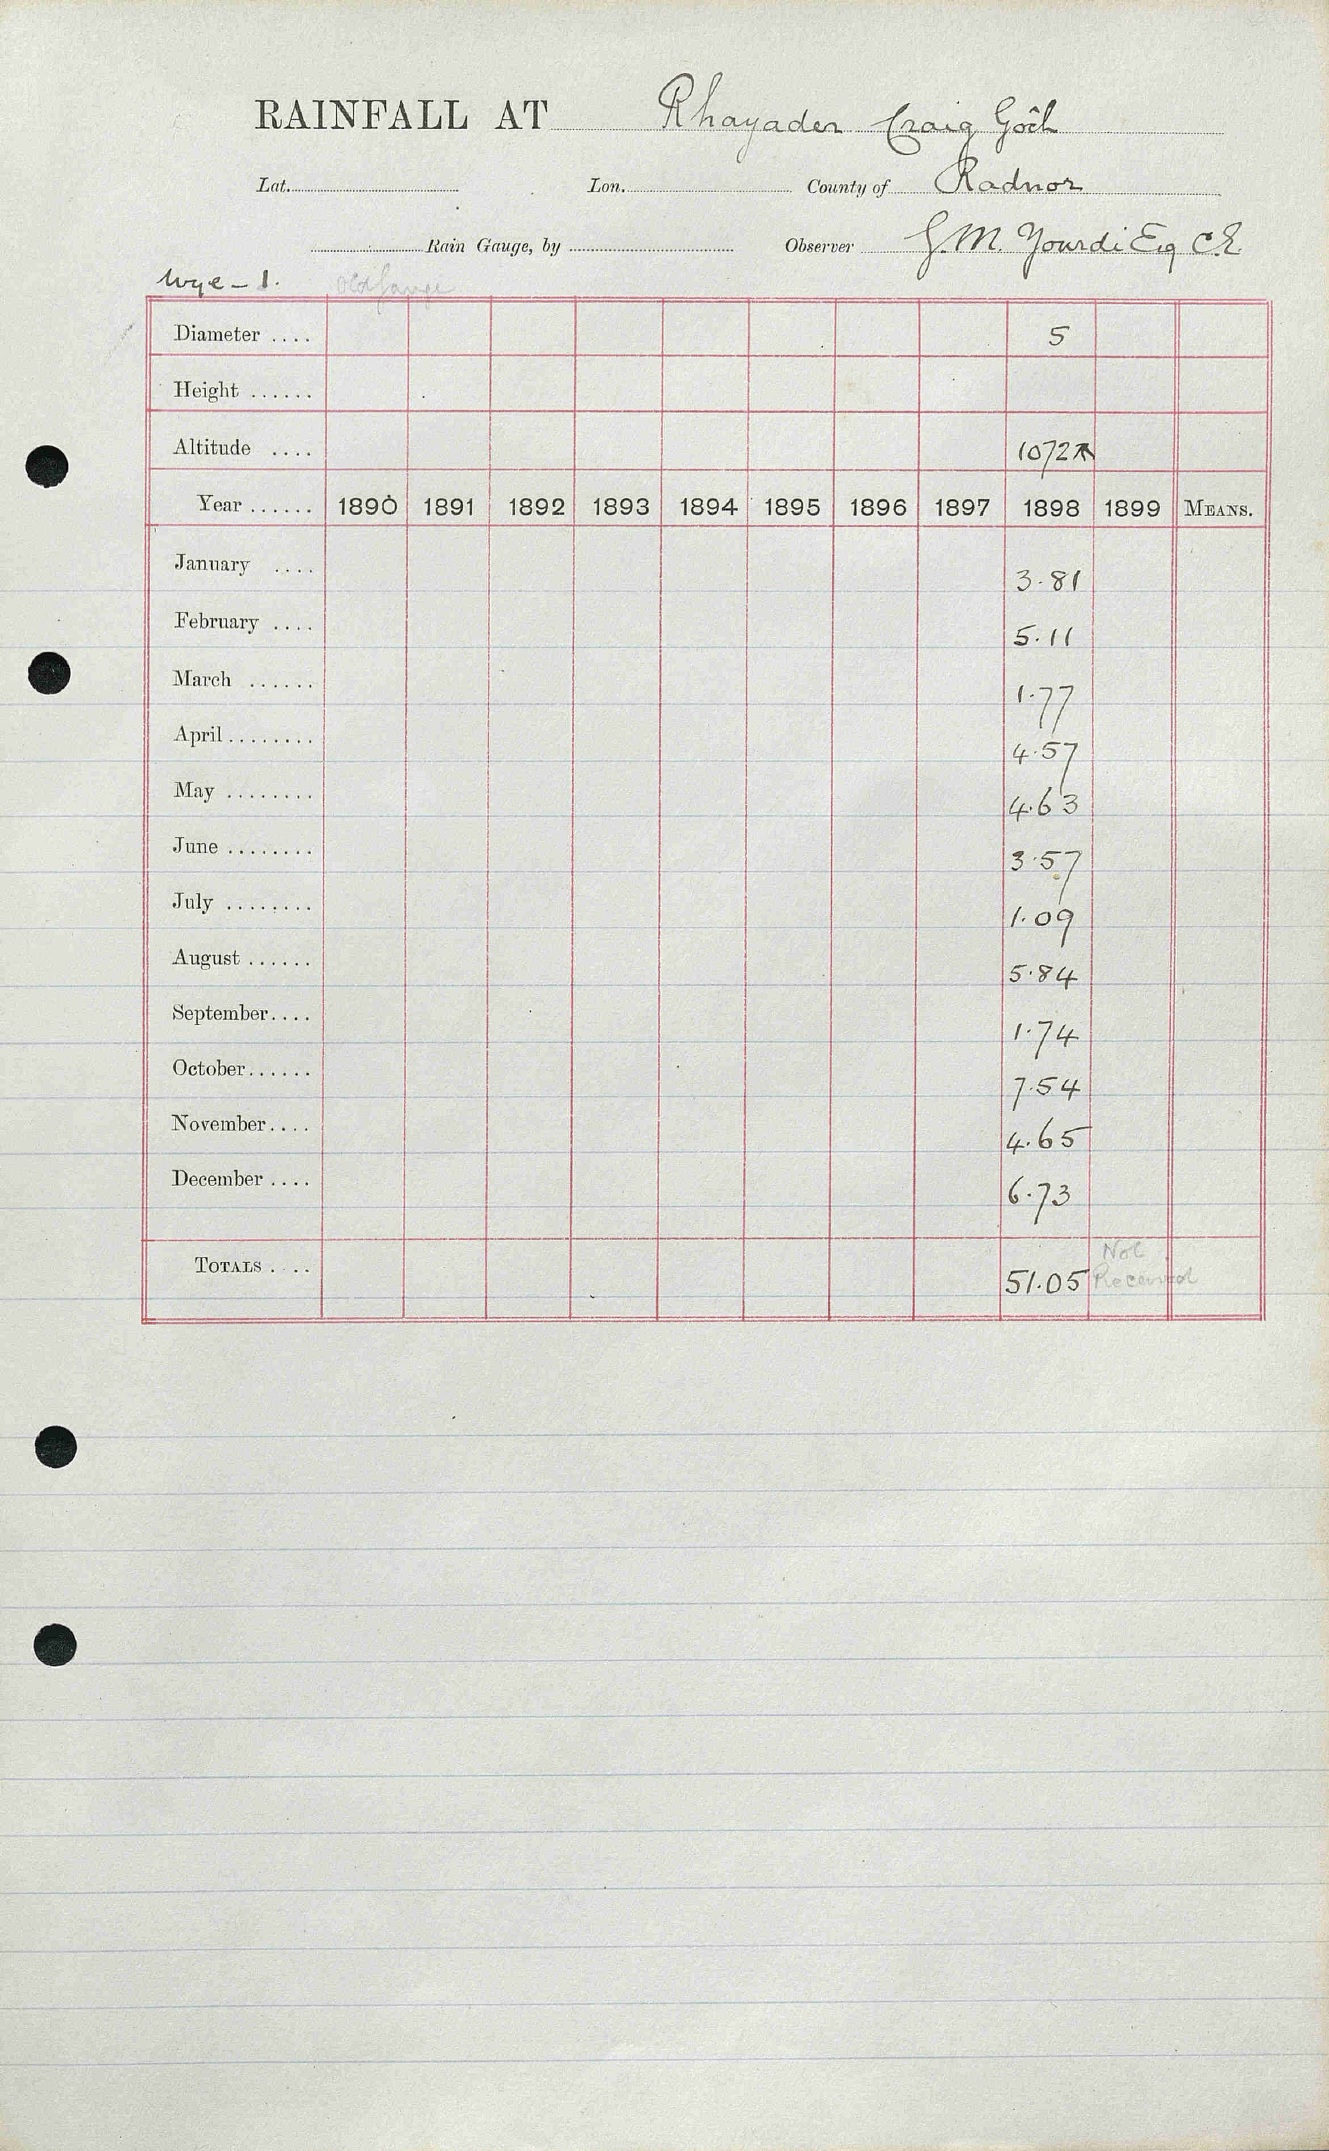 RAINFALL AT Rhayader Craig Gôch
Lat. Lon. County of Radnor
Rain Gauge, by Observer G.M. Yourdi Esq C.E.
Wye – 1. Old Gauge
Diameter .... 5
Height ......
Altitude .... 1072
Year ...... 1890 1891 1892 1893 1894 1895 1896 1897 1898 1899 MEANS.
January .... 3.81
February .... 5.11
March ...... 1.77
April ........ 4.57
May ........ 4.63
June ........ 3.57
July ........ 1.09
August ...... 5.84
September.... 1.74
October...... 7.54
November.... 4.65
December .... 6.73
TOTALS .... 51.05 Not Received